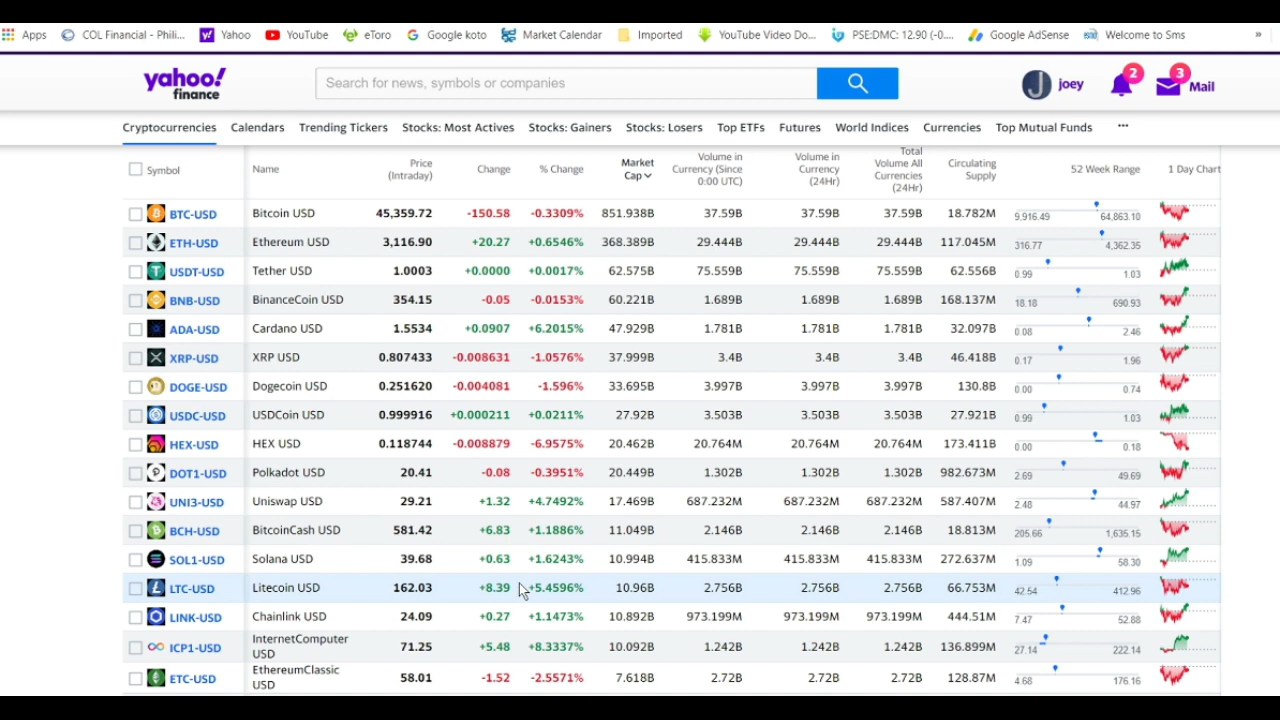 Apps COL Financial - Phili... Yahoo YouTube eToro Google koto Market Calendar Imported YouTube Video Do... PSE:DMC: 12.90 (-0.... Google AdSense Welcome to Sms »
yahoo!
finance
Search for news, symbols or companies
J joey 2 3 Mail
Cryptocurrencies Calendars Trending Tickers Stocks: Most Active Stocks: Gainers Stocks: Losers Top ETFs Futures World Indices Currencies Top Mutual Funds ...
Symbol Name Price (Intraday) Change % Change Market Cap Volume in Currency (Since 0:00 UTC) Volume in Currency (24Hr) Total Volume All Currencies (24Hr) Circulating Supply 52 Week Range 1 Day Chart
BTC-USD Bitcoin USD 45,359.72 -150.58 -0.3309% 851.938B 37.59B 37.59B 37.59B 18.782M 9,916.49 64,863.10
ETH-USD Ethereum USD 3,116.90 +20.27 +0.6546% 368.389B 29.444B 29.444B 29.444B 117.045M 316.77 4,362.35
USDT-USD Tether USD 1.0003 +0.0000 +0.0017% 62.575B 75.559B 75.559B 75.559B 62.556B 0.99 1.03
BNB-USD BinanceCoin USD 354.15 -0.05 -0.0153% 60.221B 1.689B 1.689B 1.689B 168.137M 18.18 690.93
ADA-USD Cardano USD 1.5534 +0.0907 +6.2015% 47.929B 1.781B 1.781B 1.781B 32.097B 0.08 2.46
XRP-USD XRP USD 0.807433 -0.008631 -1.0576% 37.999B 3.4B 3.4B 3.4B 46.418B 0.17 1.96
DOGE-USD Dogecoin USD 0.251620 -0.004081 -1.596% 33.695B 3.997B 3.997B 3.997B 130.8B 0.00 0.74
USDC-USD USDCoin USD 0.999916 +0.000211 +0.0211% 27.92B 3.503B 3.503B 3.503B 27.921B 0.99 1.03
HEX-USD HEX USD 0.118744 -0.008879 -6.9575% 20.462B 20.764M 20.764M 20.764M 173.411B 0.00 0.18
DOT1-USD Polkadot USD 20.41 -0.08 -0.3951% 20.449B 1.302B 1.302B 1.302B 982.673M 2.69 49.69
UNI3-USD Uniswap USD 29.21 +1.32 +4.7492% 17.469B 687.232M 687.232M 687.232M 587.407M 2.48 44.97
BCH-USD BitcoinCash USD 581.42 +6.83 +1.1886% 11.049B 2.146B 2.146B 2.146B 18.813M 205.66 1,635.15
SOL1-USD Solana USD 39.68 +0.63 +1.6243% 10.994B 415.833M 415.833M 415.833M 272.637M 1.09 58.30
LTC-USD Litecoin USD 162.03 +8.39 +5.4596% 10.96B 2.756B 2.756B 2.756B 66.753M 42.54 412.96
LINK-USD Chainlink USD 24.09 +0.27 +1.1473% 10.892B 973.199M 973.199M 973.199M 444.51M 7.47 52.88
ICP1-USD InternetComputer USD 71.25 +5.48 +8.3337% 10.092B 1.242B 1.242B 1.242B 136.899M 27.14 222.14
ETC-USD EthereumClassic USD 58.01 -1.52 -2.5571% 7.618B 2.72B 2.72B 2.72B 128.87M 4.68 176.16